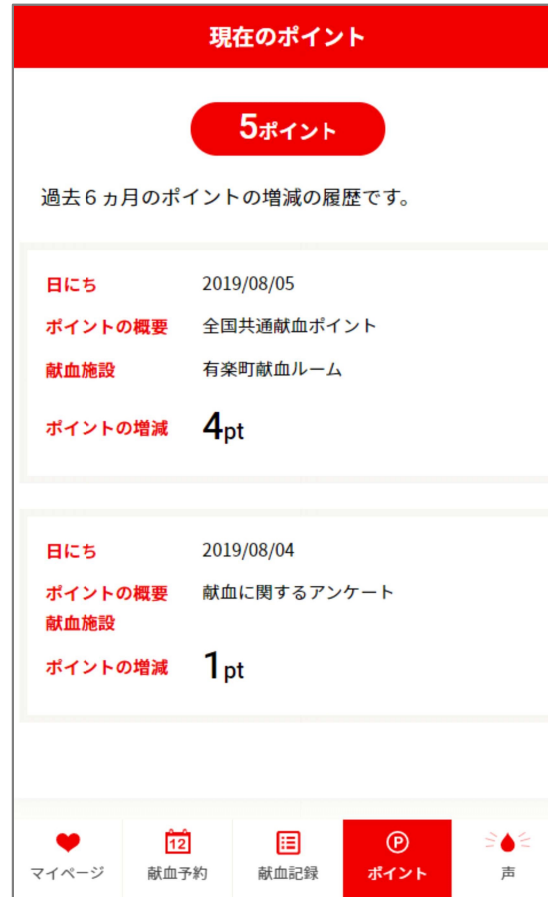 現在のポイント
5ポイント
過去６ヵ月のポイントの増減の履歴です。
日にち 2019/08/05
ポイントの概要 全国共通献血ポイント
献血施設 有楽町献血ルーム
ポイントの増減 4pt
日にち 2019/08/04
ポイントの概要 献血に関するアンケート
献血施設
ポイントの増減 1pt
12 P
マイページ 献血予約 献血記録 ポイント 声